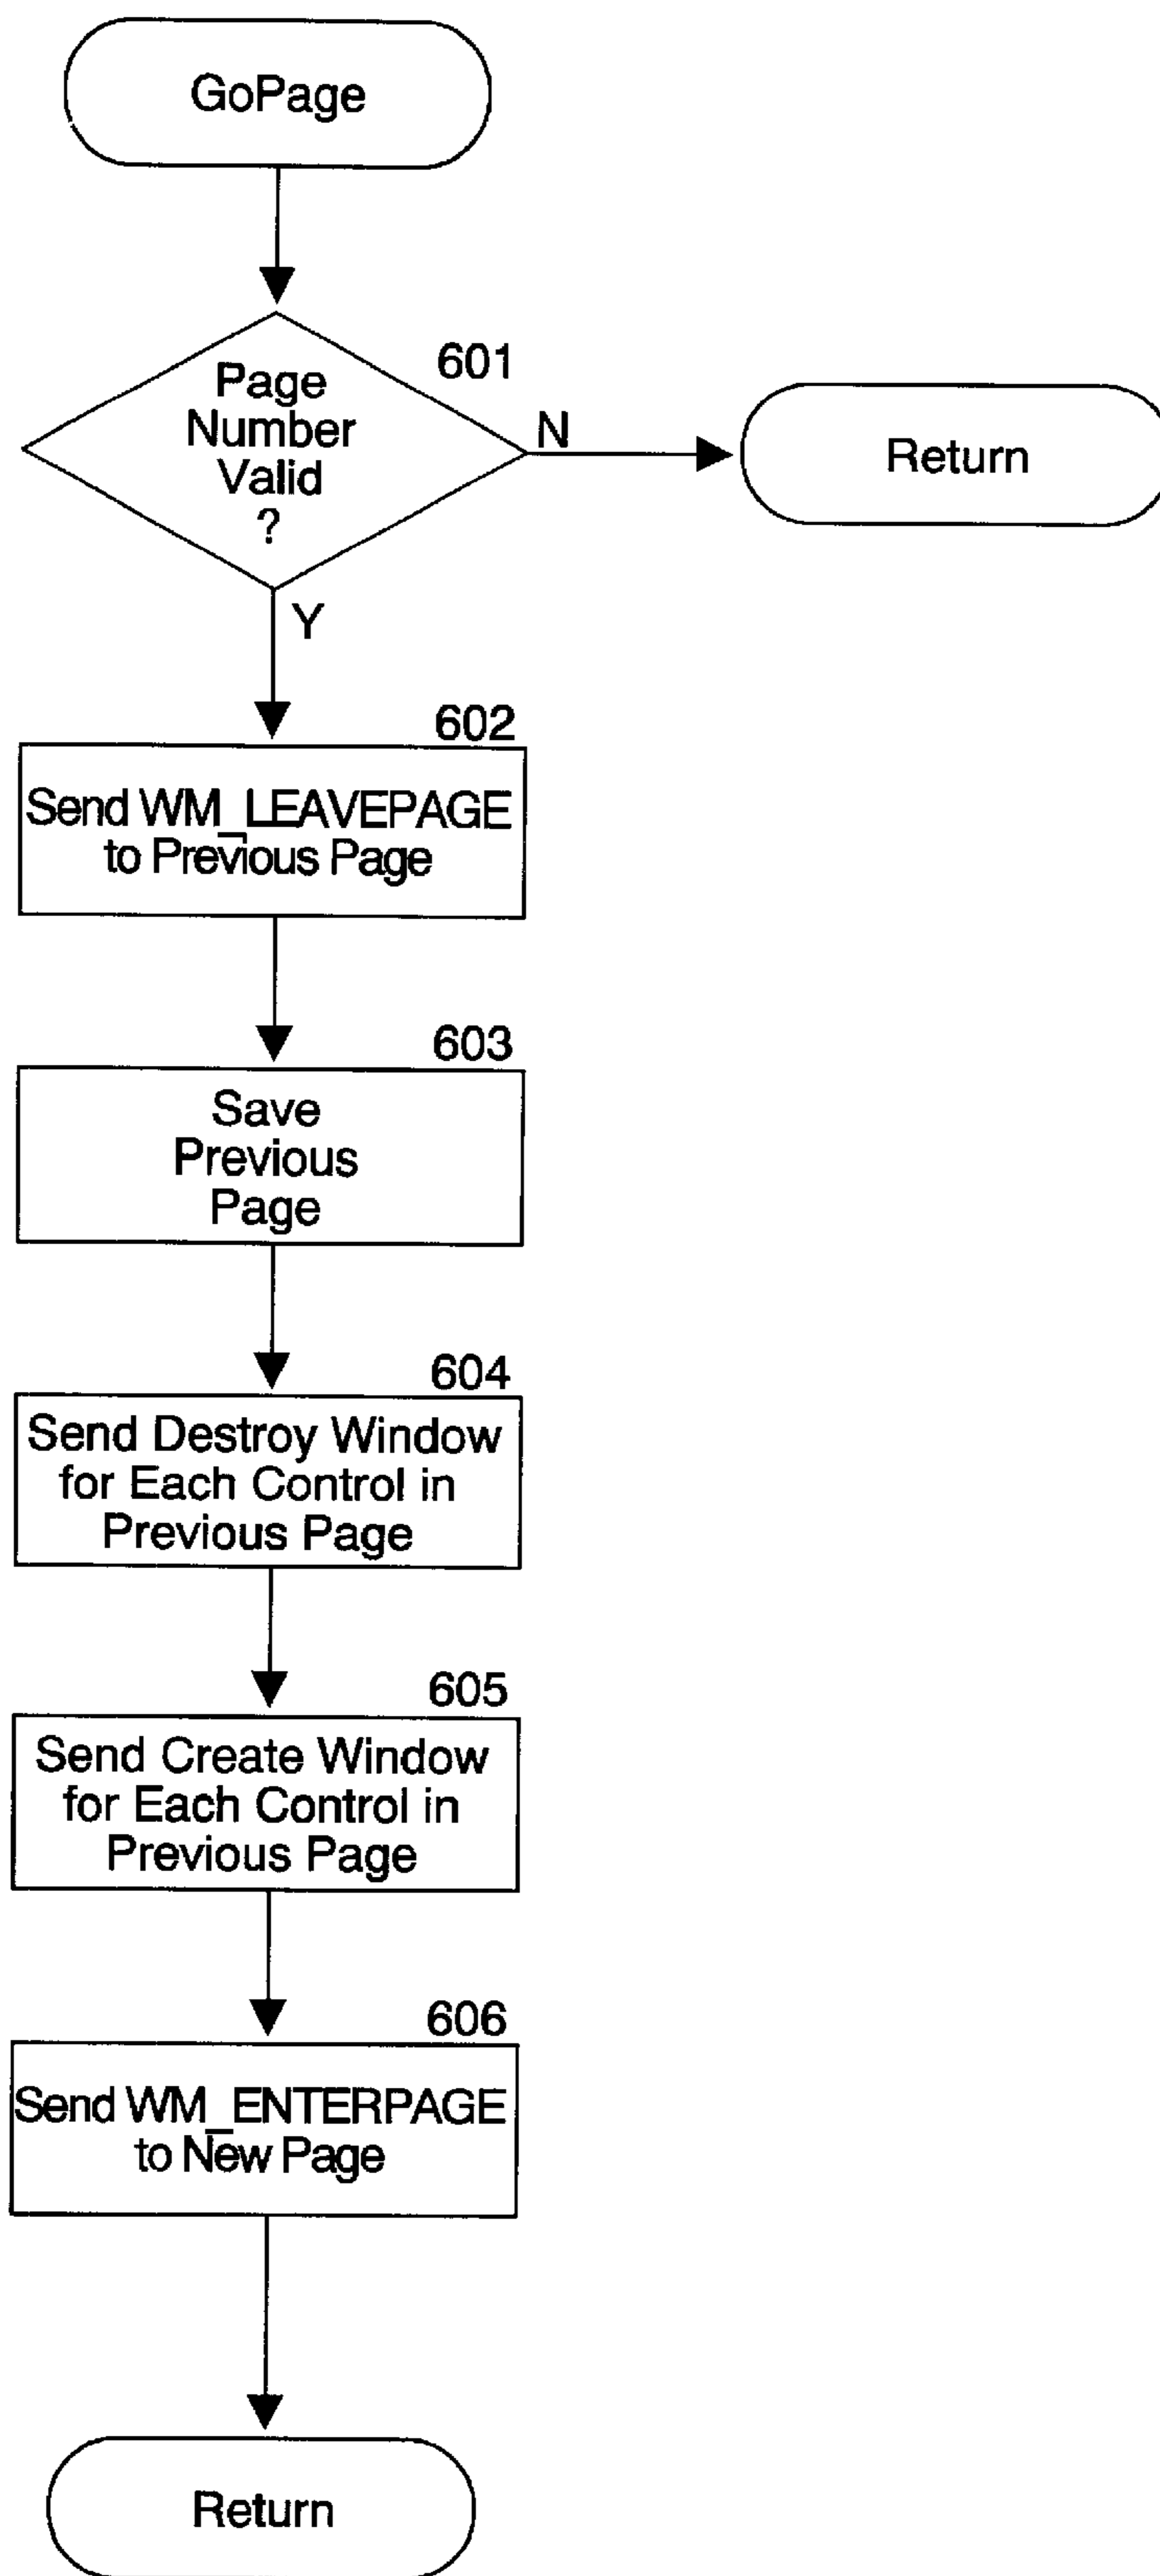 GoPage
601
Page
Number
Valid
?
N
Return
Y
602
Send WM_LEAVEPAGE
to Previous Page
603
Save
Previous
Page
604
Send Destroy Window
for Each Control in
Previous Page
605
Send Create Window
for Each Control in
Previous Page
606
Send WM_ENTERPAGE
to New Page
Return